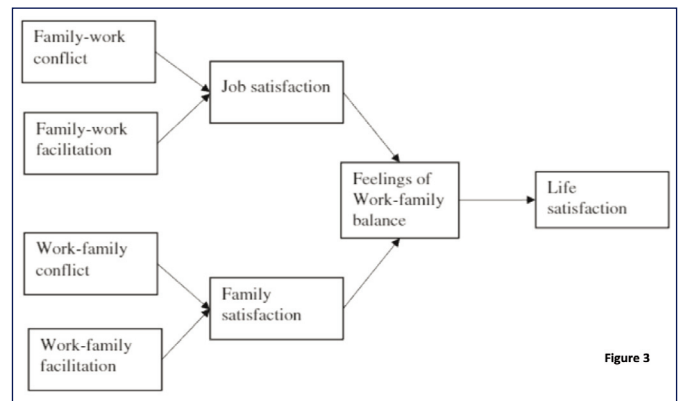 Family-work
conflict
Family-work
facilitation
Job satisfaction
Feelings of
Work-family
balance
Life
satisfaction
Work-family
conflict
Family
satisfaction
Work-family
facilitation
Figure 3